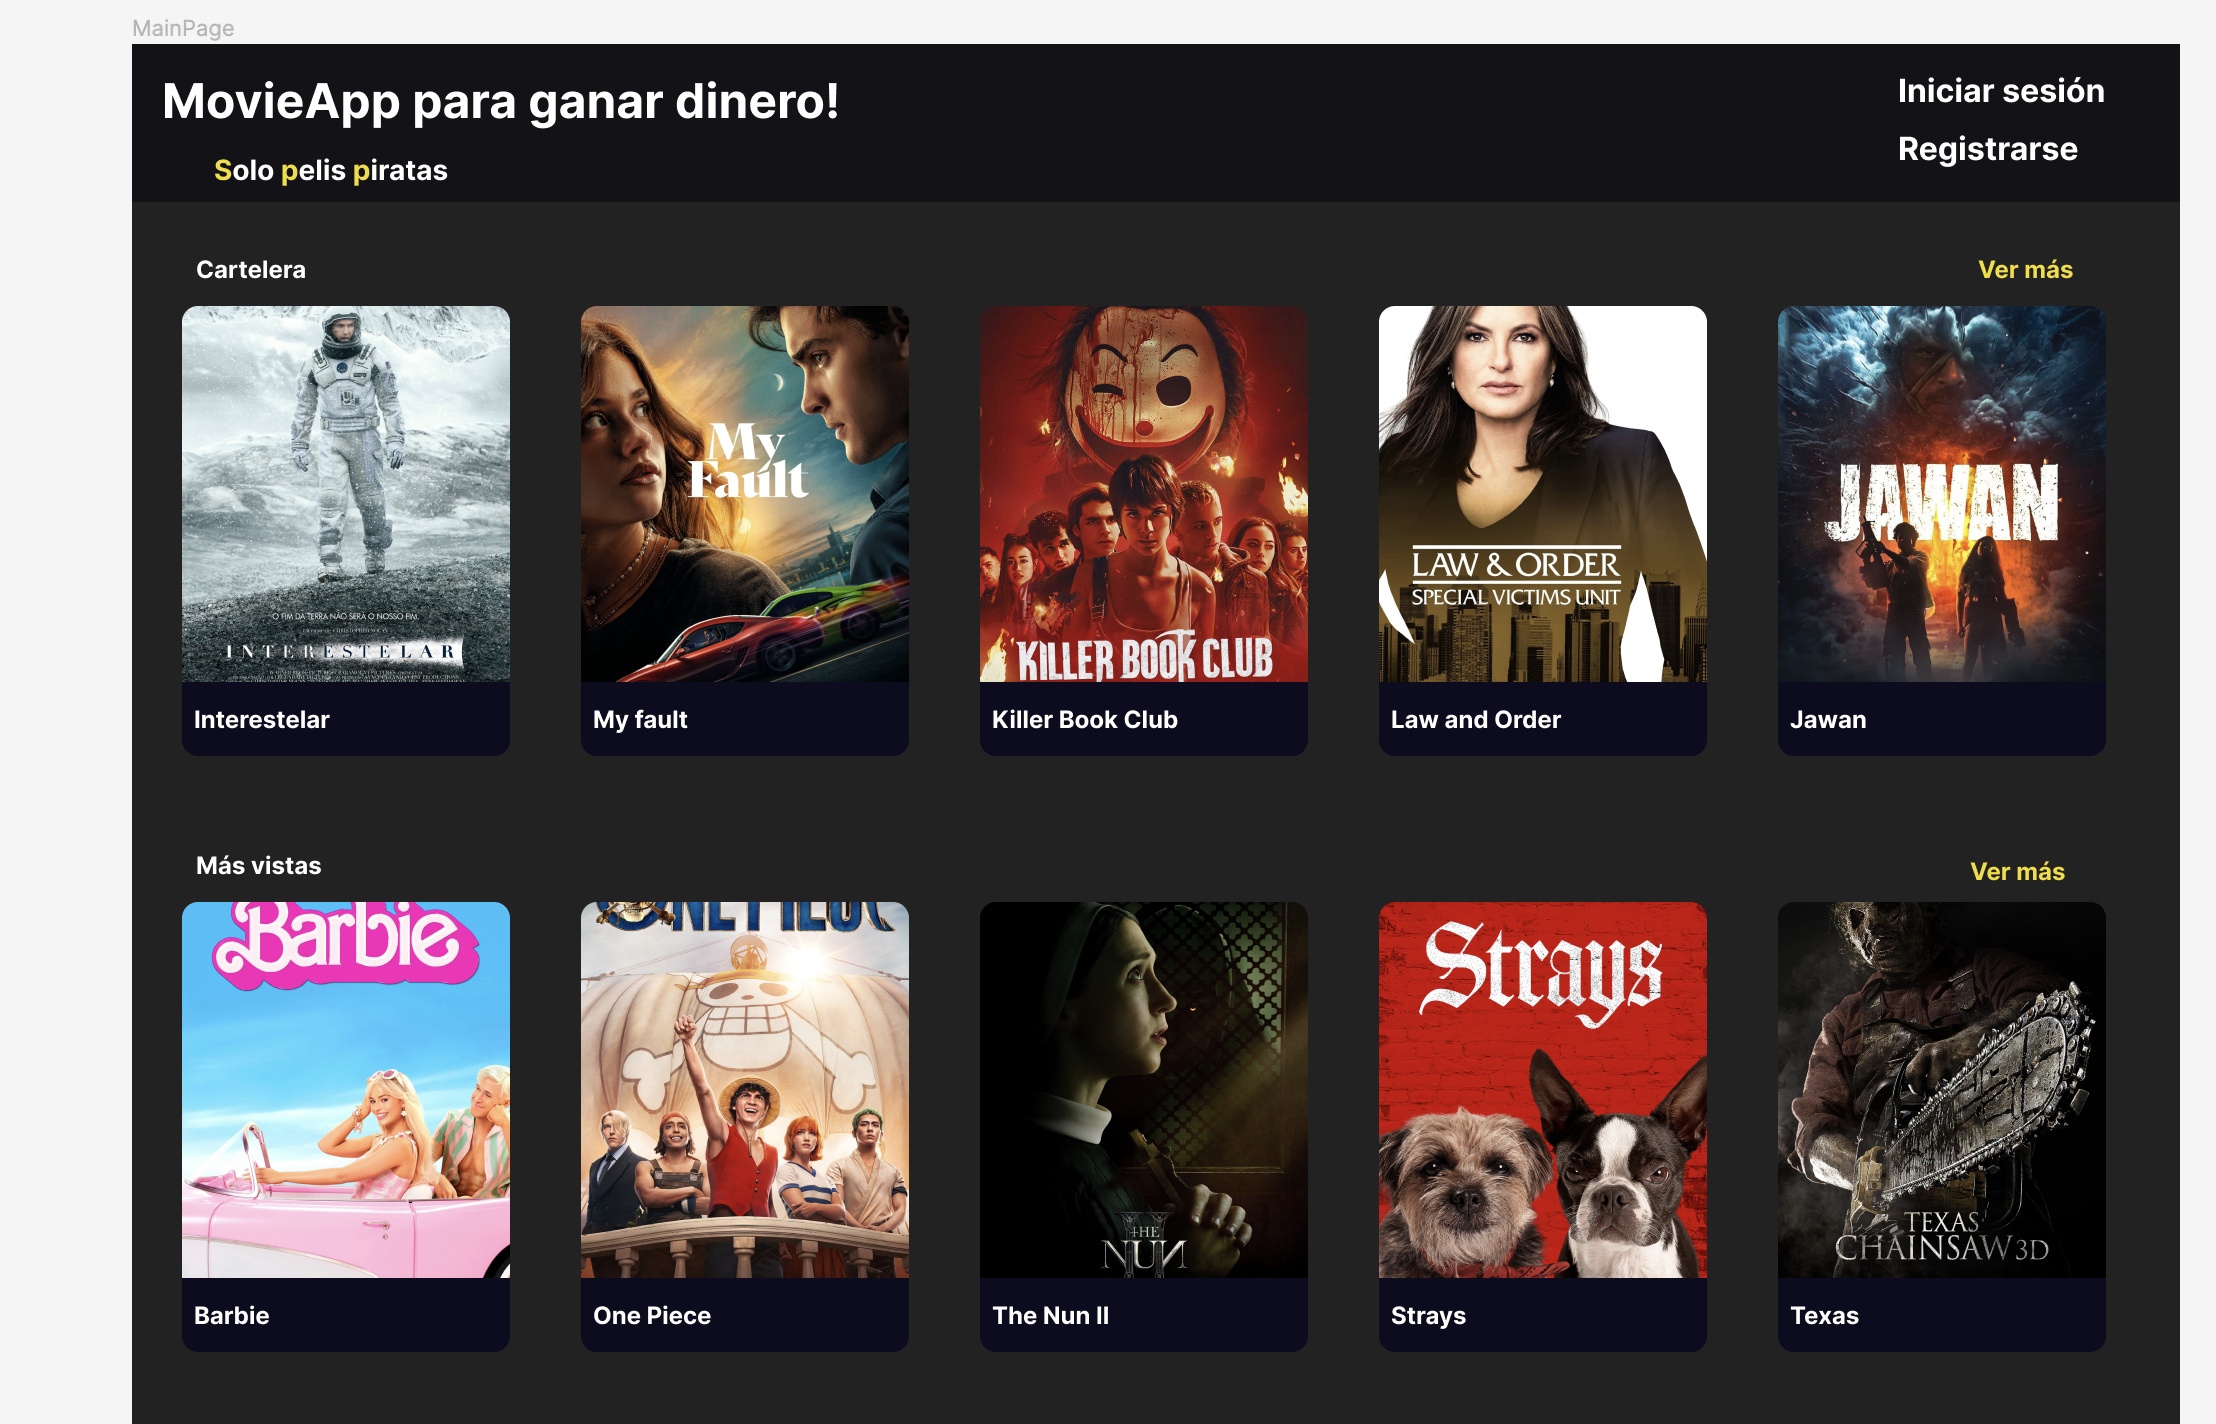 MainPage
MovieApp para ganar dinero!
Solo pelis piratas
Iniciar sesión
Registrarse
Cartelera
Ver más
O FIM DA TERRA NÃO SERÁ O NOSSO FIM.
INTERESTELAR
My
Fault
KILLER BOOK CLUB
LAW & ORDER
SPECIAL VICTIMS UNIT
JAWAN
Interestelar
My fault
Killer Book Club
Law and Order
Jawan
Más vistas
Ver más
Barbie
ONE PIECE
Strays
THE
NUN
II
TEXAS
CHAINSAW 3D
Barbie
One Piece
The Nun II
Strays
Texas